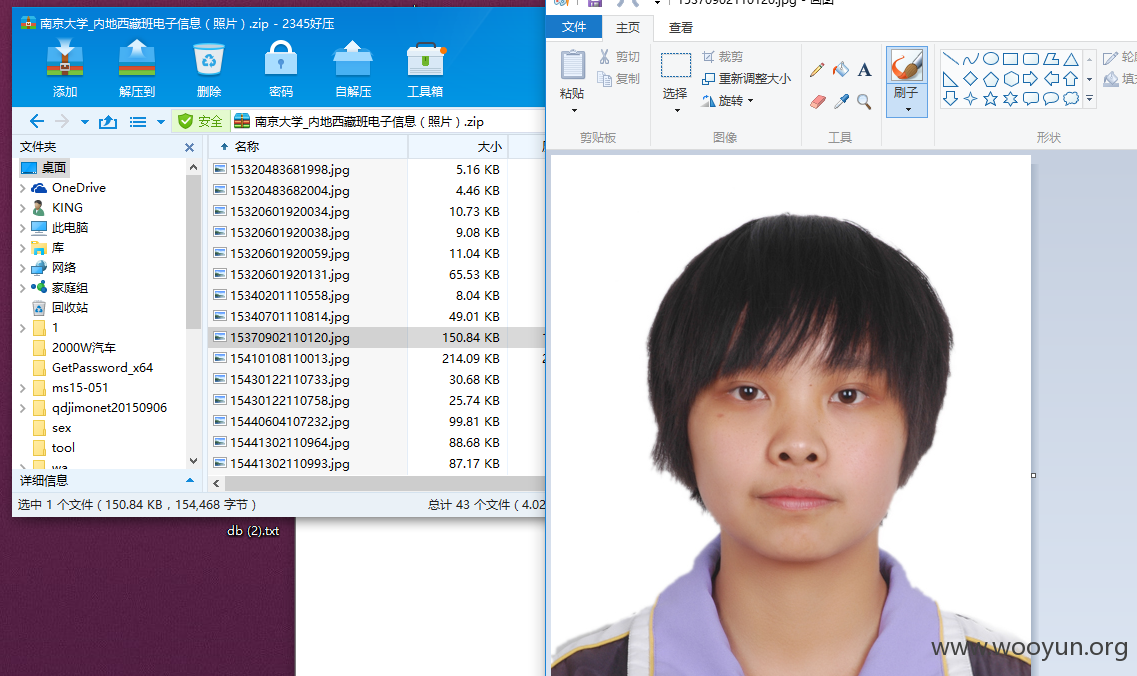 南京大学_内地西藏班电子信息（照片）.zip - 2345好压
添加
解压到
删除
密码
自解压
工具箱
安全
南京大学_内地西藏班电子信息（照片）.zip
文件夹
桌面
OneDrive
KING
此电脑
库
网络
家庭组
回收站
1
2000W汽车
GetPassword_x64
ms15-051
qdjimonet20150906
sex
tool
详细信息
名称 大小
15320483681998.jpg 5.16 KB
15320483682004.jpg 4.46 KB
15320601920034.jpg 10.73 KB
15320601920038.jpg 9.08 KB
15320601920059.jpg 11.04 KB
15320601920131.jpg 65.53 KB
15340201110558.jpg 8.04 KB
15340701110814.jpg 49.01 KB
15370902110120.jpg 150.84 KB
15410108110013.jpg 214.09 KB
15430122110733.jpg 30.68 KB
15430122110758.jpg 25.74 KB
15440604107232.jpg 99.81 KB
15441302110964.jpg 88.68 KB
15441302110993.jpg 87.17 KB
选中 1 个文件（150.84 KB，154,468 字节）
总计 43 个文件（4.02
db (2).txt
15370902110120.jpg - 画图
文件
主页
查看
粘贴
剪切
复制
剪贴板
选择
裁剪
重新调整大小
旋转
图像
A
工具
刷子
形状
www.wooyun.org